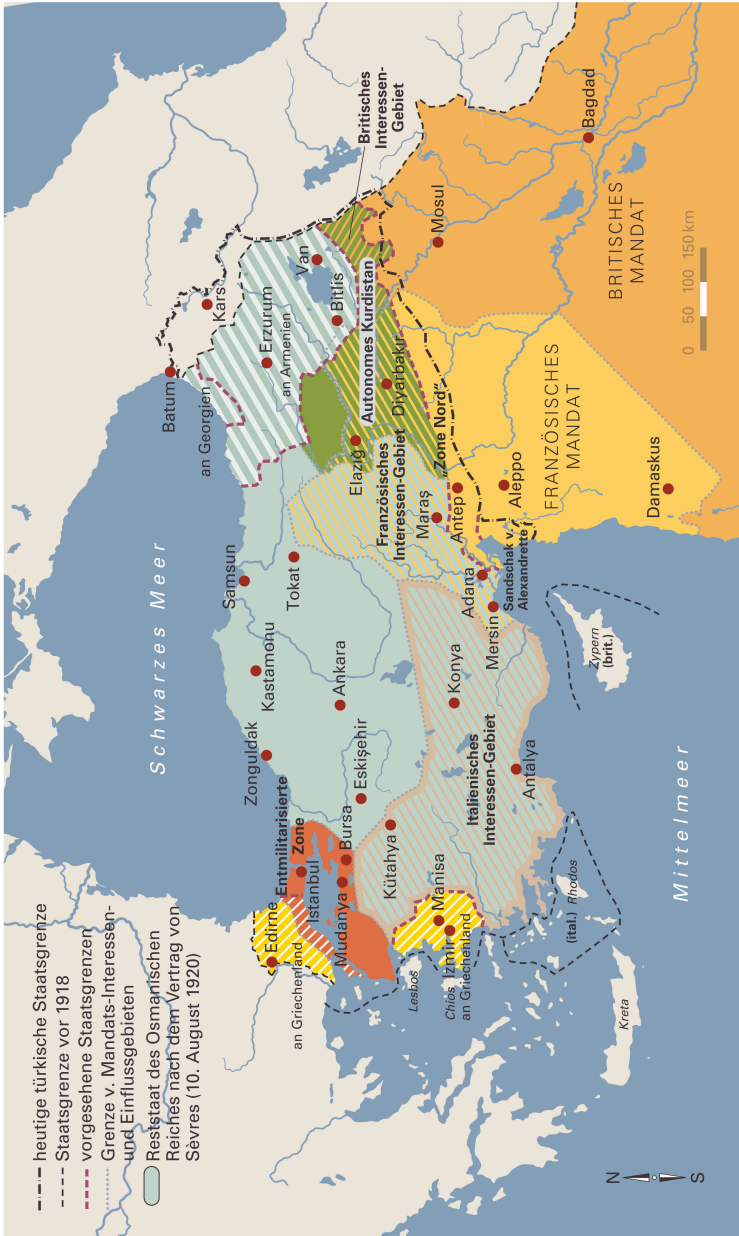 heutige türkische Staatsgrenze
Staatsgrenze vor 1918
vorgesehene Staatsgrenzen
Grenze v. Mandats-Interessen-
und Einflussgebieten
Reststaat des Osmanischen
Reiches nach dem Vertrag von
Sèvres (10. August 1920)
Schwarzes Meer
Batum
Kars
an Georgien
Erzurum
an Armenien
Van
Bitlis
Britisches
Interessen-
Gebiet
Edirne
an Griechenland
Entmilitarisierte
Zone
Istanbul
Mudanya
Bursa
Zonguldak
Kastamonu
Samsun
Tokat
Ankara
Eskişehir
Kütahya
Elazığ
Autonomes Kurdistan
Diyarbakır
Französisches
Interessen-Gebiet
„Zone Nord“
Maraş
Antep
Adana
Mersin
Sandschak v.
Alexandrette
Konya
Italienisches
Interessen-Gebiet
Antalya
Lesbos
Chios
Manisa
Izmir
an Griechenland
Rhodos
(ital.)
Kreta
Zypern
(brit.)
Mittelmeer
Aleppo
FRANZÖSISCHES
MANDAT
Damaskus
Mosul
Bagdad
BRITISCHES
MANDAT
0 50 100 150 km
N
S